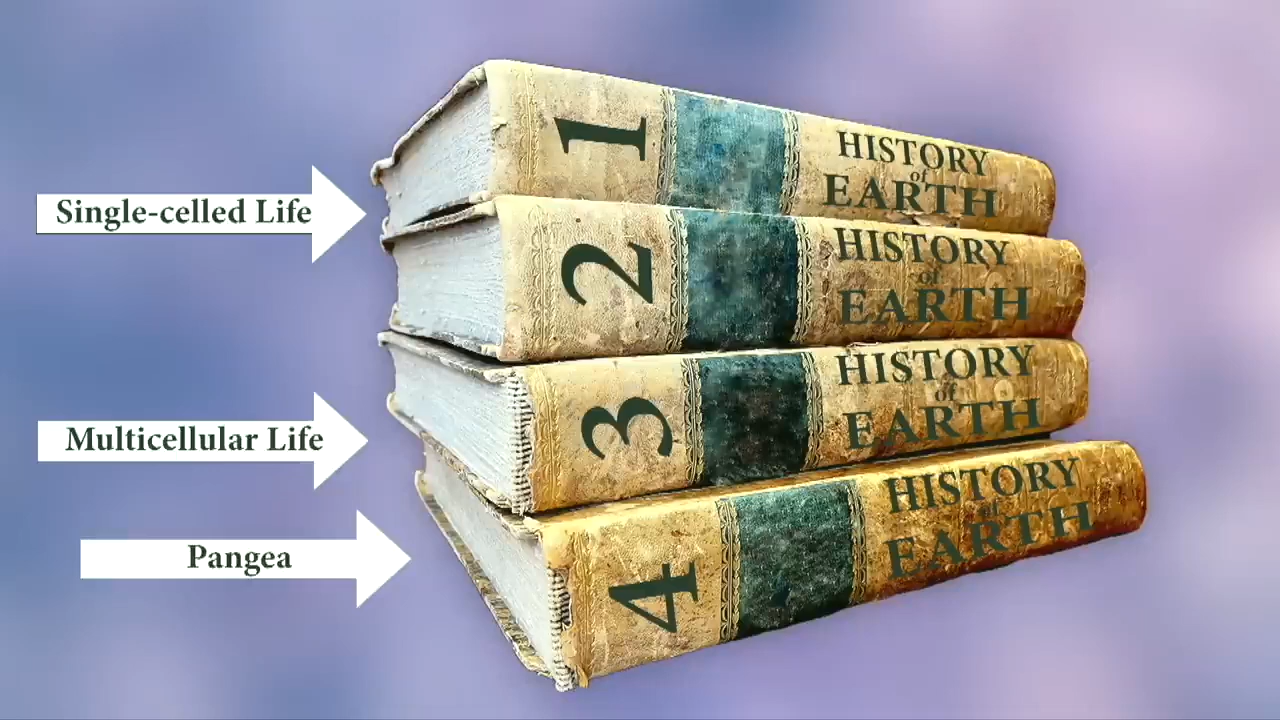 Single-celled Life
Multicellular Life
Pangea
1
HISTORY
of
EARTH
2
HISTORY
of
EARTH
3
HISTORY
of
EARTH
4
HISTORY
of
EARTH